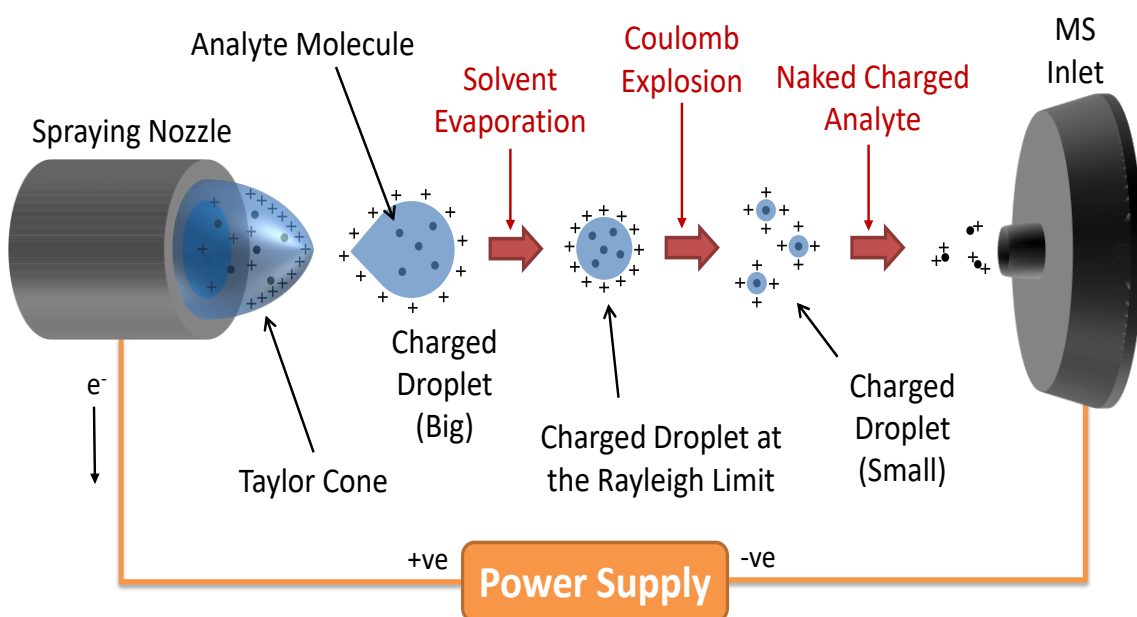 Analyte Molecule
Solvent
Evaporation
Coulomb
Explosion
Naked Charged
Analyte
MS
Inlet
Spraying Nozzle
Charged
Droplet
(Big)
Charged Droplet at
the Rayleigh Limit
Charged
Droplet
(Small)
e-
Taylor Cone
+ve
Power Supply
-ve